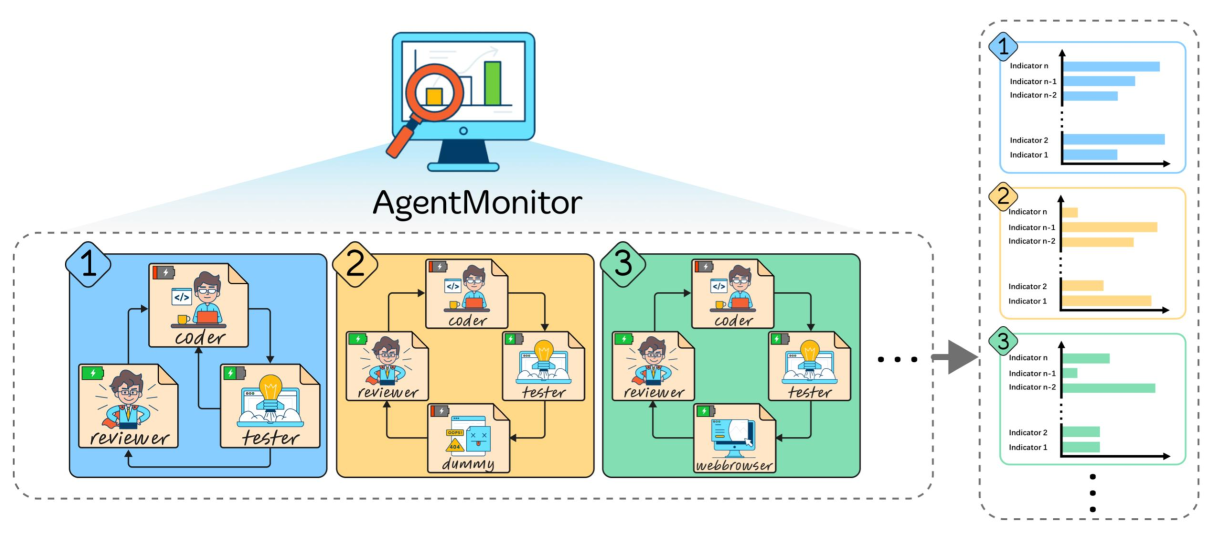 AgentMonitor
1
coder
reviewer
tester
2
coder
reviewer
tester
OOPS!
404
dummy
3
coder
reviewer
tester
webbrowser
</>
</>
</>
...
1
Indicator n
Indicator n-1
Indicator n-2
Indicator 2
Indicator 1
2
Indicator n
Indicator n-1
Indicator n-2
Indicator 2
Indicator 1
3
Indicator n
Indicator n-1
Indicator n-2
Indicator 2
Indicator 1